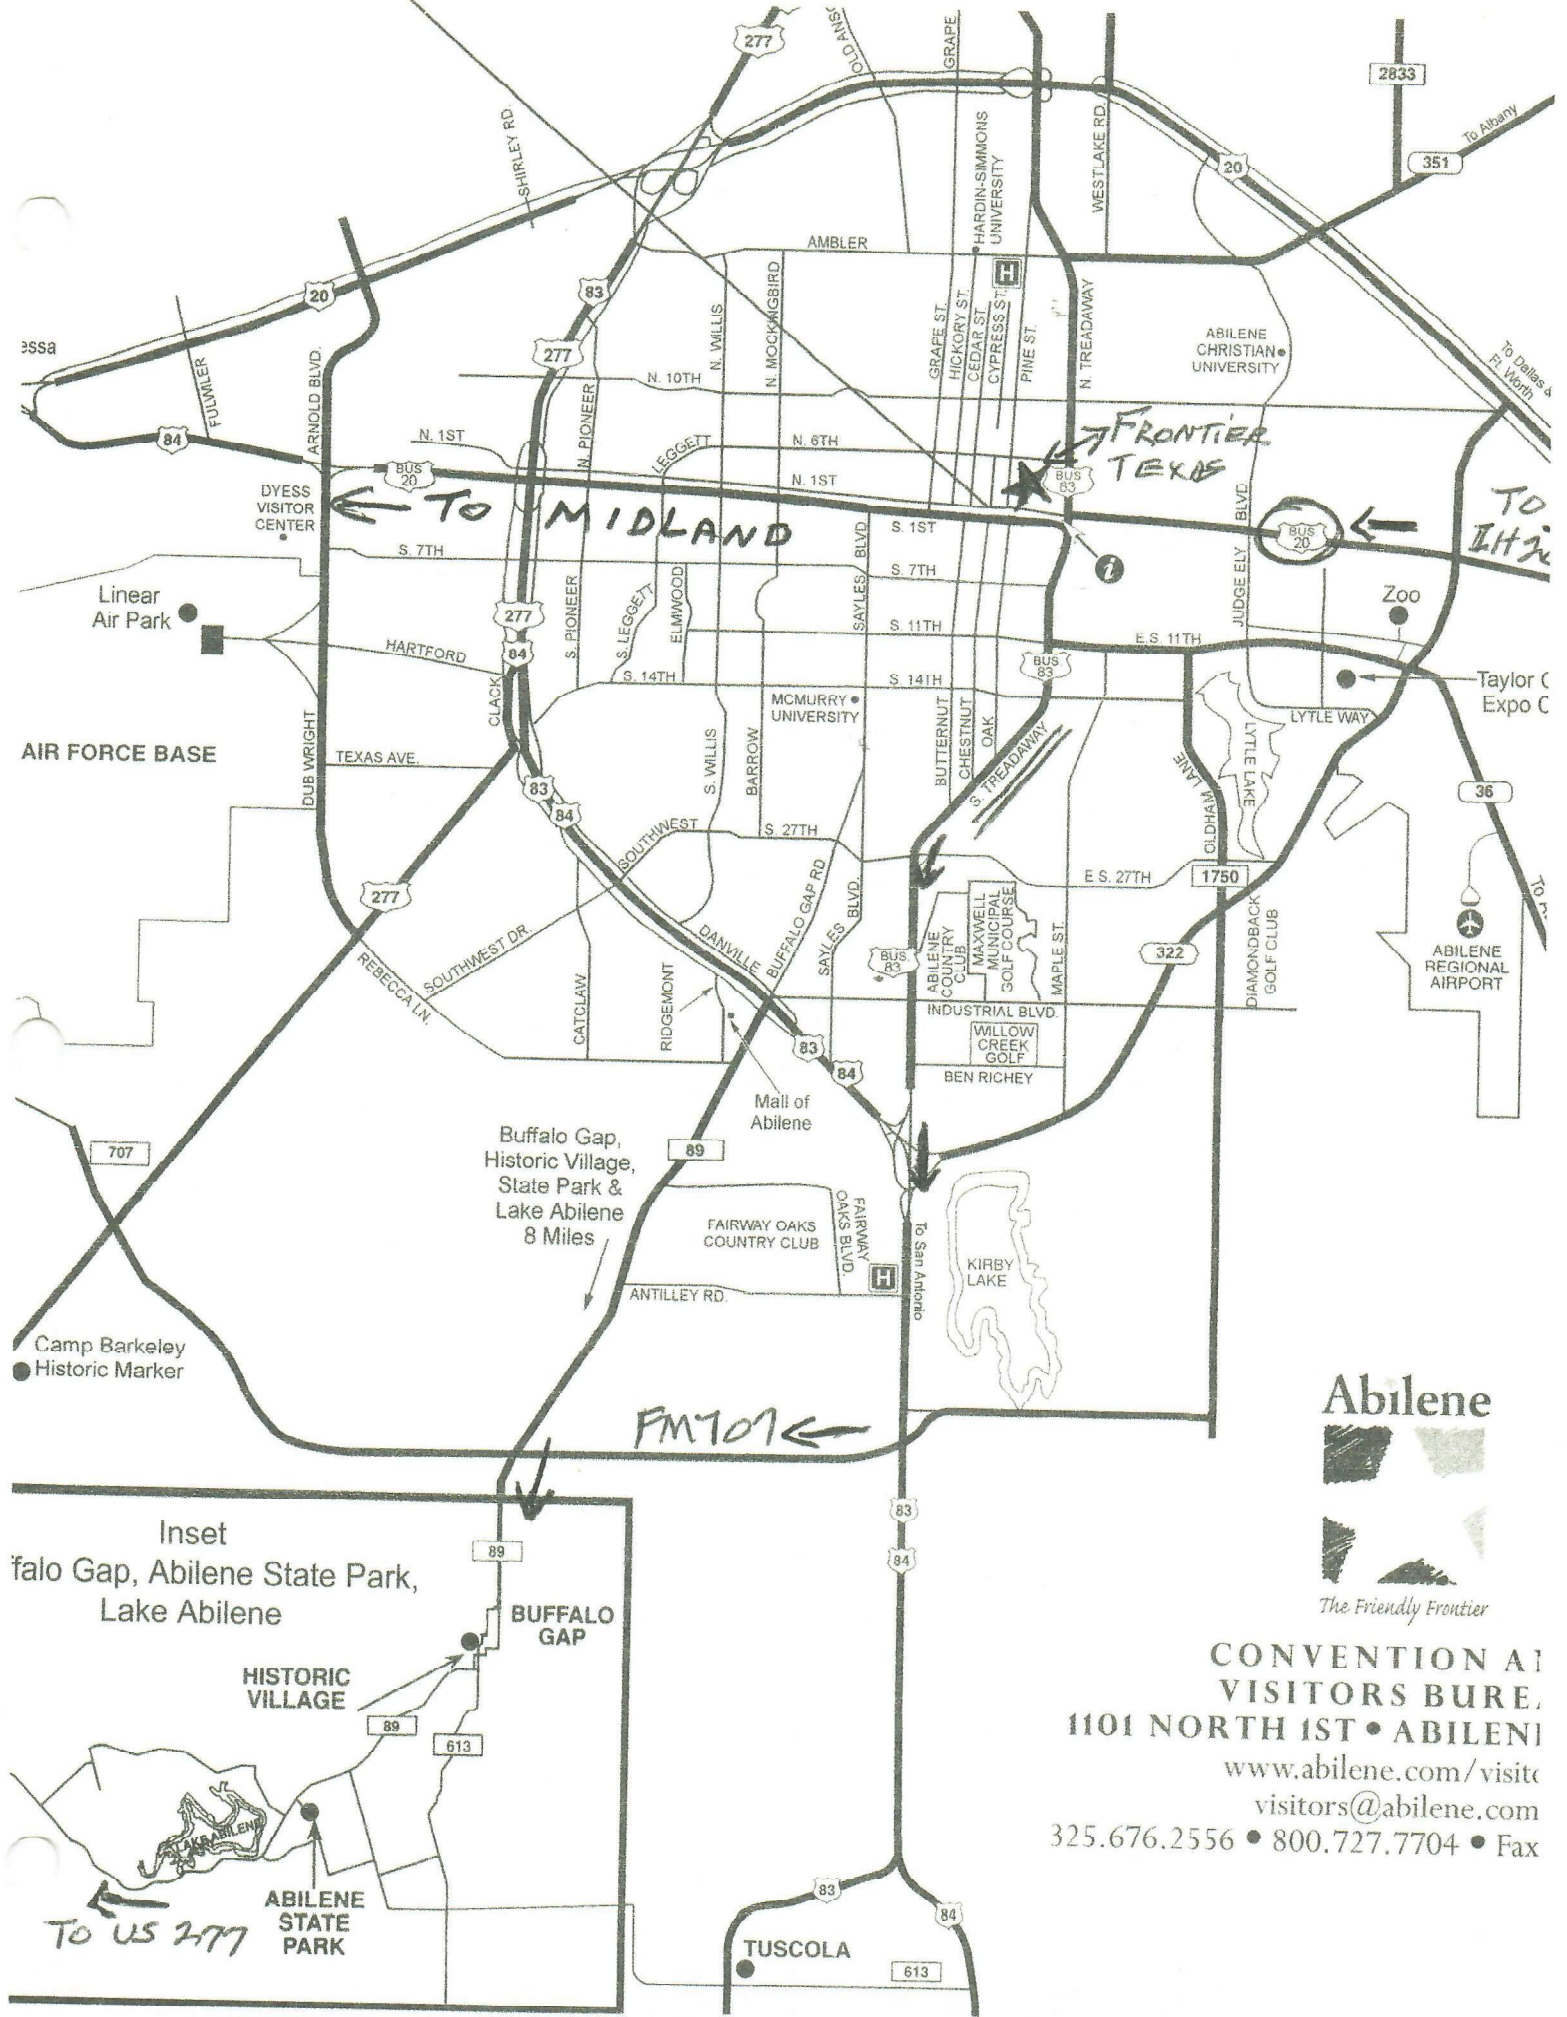 277
OLD ANSO
GRAPE
2833
To Albany
351
20
SHIRLEY RD.
HARDIN-SIMMONS
UNIVERSITY
WESTLAKE RD.
AMBLER
H
83
20
277
N. WILLIS
N. MOCKINGBIRD
GRAPE ST.
HICKORY ST.
CEDAR ST.
CYPRESS ST.
PINE ST.
N. TREADAWAY
ABILENE
CHRISTIAN
UNIVERSITY
To Dallas &
Ft. Worth
essa
FULWILER
ARNOLD BLVD.
N. 10TH
N. PIONEER
84
N. 1ST
LEGGETT
N. 6TH
FRONTIER
TEXAS
BUS
20
N. 1ST
BUS
83
DYESS
VISITOR
CENTER
TO MIDLAND
S. 1ST
JUDGE ELY BLVD
BUS
20
TO
IH 20
S. 7TH
S. 7TH
i
Linear
Air Park
277
S. PIONEER
S. LEGGETT
ELMWOOD
SAYLES BLVD
S. 11TH
Zoo
E.S. 11TH
HARTFORD
84
BUS
83
S. 14TH
S. 14TH
Taylor C
Expo C
CLACK
MCMURRY
UNIVERSITY
LYTLE WAY
AIR FORCE BASE
DUB WRIGHT
TEXAS AVE.
S. WILLIS
BARROW
BUTTERNUT
CHESTNUT
OAK
S. TREADAWAY
OLDHAM LANE
LYTLE LAKE
36
83
84
SOUTHWEST
S. 27TH
277
BUFFALO GAP RD
E S. 27TH
1750
SOUTHWEST DR.
DANVILLE
SAYLES BLVD.
BUS
83
ABILENE
COUNTRY
CLUB
MAXWELL
MUNICIPAL
GOLF COURSE
MAPLE ST.
322
DIAMONDBACK
GOLF CLUB
ABILENE
REGIONAL
AIRPORT
REBECCA LN.
CATCLAW
RIDGEMONT
INDUSTRIAL BLVD.
WILLOW
CREEK
GOLF
83
84
BEN RICHEY
Mall of
Abilene
707
Buffalo Gap,
Historic Village,
State Park &
Lake Abilene
8 Miles
89
FAIRWAY OAKS
COUNTRY CLUB
FAIRWAY
OAKS BLVD.
H
To San Antonio
KIRBY
LAKE
ANTILLEY RD.
Camp Barkeley
Historic Marker
FM 707
Abilene
The Friendly Frontier
83
84
Inset
falo Gap, Abilene State Park,
Lake Abilene
89
BUFFALO
GAP
HISTORIC
VILLAGE
89
613
LAKE ABILENE
ABILENE
STATE
PARK
TO US 277
CONVENTION A
VISITORS BURE
1101 NORTH 1ST • ABILEN
www.abilene.com/visit
visitors@abilene.com
325.676.2556 • 800.727.7704 • Fax
83
84
TUSCOLA
613